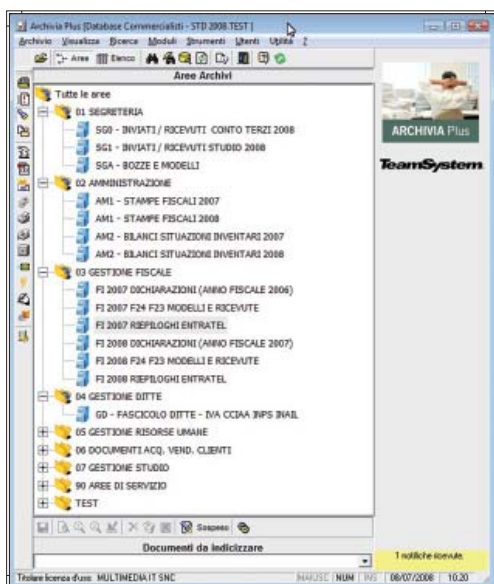 Archivia Plus [Database Commercialisti - STD 2008.TEST ]
Archivio Visualizza Ricerca Moduli Strumenti Utenti Utilità ?
Aree Elenco
Aree Archivi
Tutte le aree
01 SEGRETERIA
SG0 - INVIATI / RICEVUTI CONTO TERZI 2008
SG1 - INVIATI / RICEVUTI STUDIO 2008
SGA - BOZZE E MODELLI
02 AMMINISTRAZIONE
AM1 - STAMPE FISCALI 2007
AM1 - STAMPE FISCALI 2008
AM2 - BILANCI SITUAZIONI INVENTARI 2007
AM2 - BILANCI SITUAZIONI INVENTARI 2008
03 GESTIONE FISCALE
FI 2007 DICHIARAZIONI (ANNO FISCALE 2006)
FI 2007 F24 F23 MODELLI E RICEVUTE
FI 2007 RIEPILOGHI ENTRATEL
FI 2008 DICHIARAZIONI (ANNO FISCALE 2007)
FI 2008 F24 F23 MODELLI E RICEVUTE
FI 2008 RIEPILOGHI ENTRATEL
04 GESTIONE DITTE
GD - FASCICOLO DITTE - IVA CCIAA INPS INAIL
05 GESTIONE RISORSE UMANE
06 DOCUMENTI ACQ. VEND. CLIENTI
07 GESTIONE STUDIO
90 AREE DI SERVIZIO
TEST
Sospeso
Documenti da indicizzare
ARCHIVIA Plus
TeamSystem
1 notifiche ricevute.
Titolare licenza d'uso: MULTIMEDIA IT SNC
MAIUSC NUM INS 08/07/2008 10:20